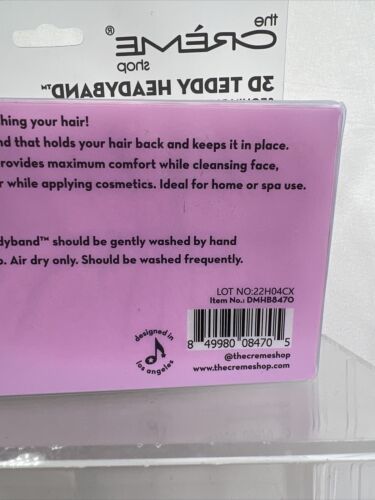 the
CRÈME®
shop
3D TEDDY HEADYBAND™
hing your hair!
nd that holds your hair back and keeps it in place.
rovides maximum comfort while cleansing face,
r while applying cosmetics. Ideal for home or spa use.
dyband™ should be gently washed by hand
p. Air dry only. Should be washed frequently.
LOT NO:22H04CX
Item No.: DMHB8470
8 49980 08470 5
designed in
los angeles
@thecremeshop
www.thecremeshop.com